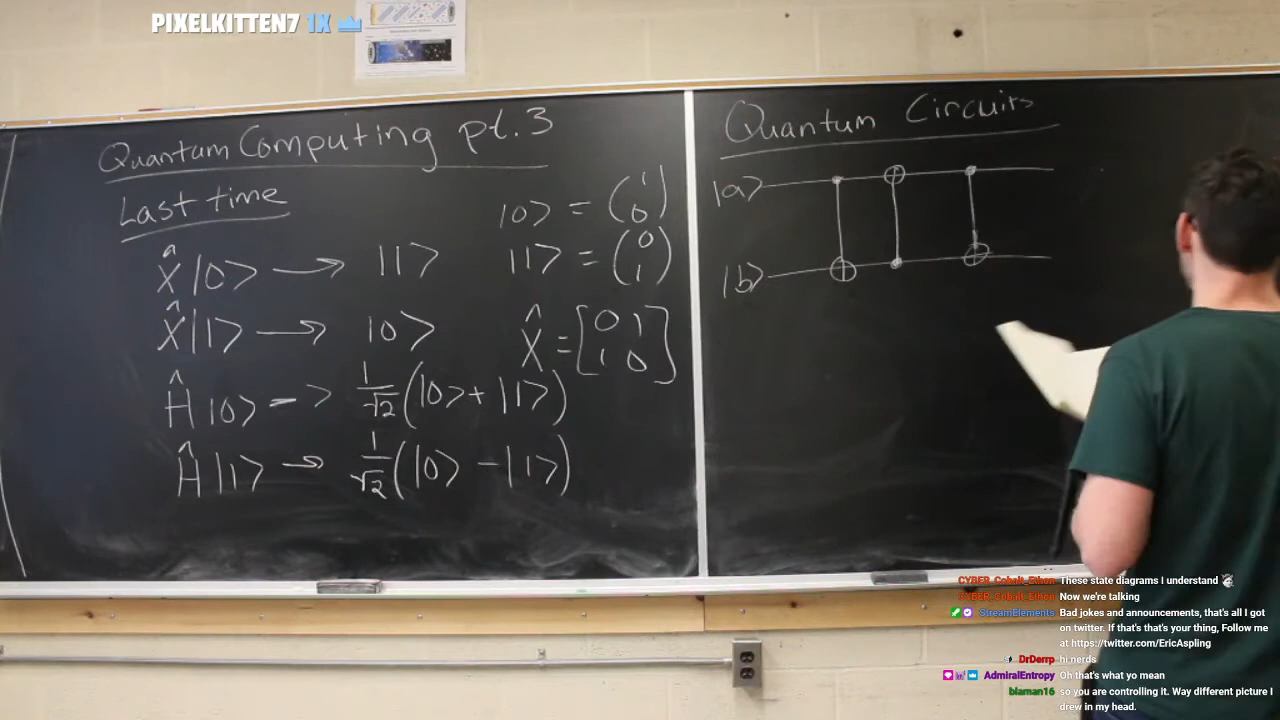 PIXELKITTEN7 1X
Quantum Computing pt.3
Last time
X̂|0> → |1>
X̂|1> → |0>
Ĥ|0> → 1/√2(|0>+|1>)
Ĥ|1> → 1/√2(|0>-|1>)
|0> = (1 0)
|1> = (0 1)
X̂ = [0 1
1 0]
Quantum Circuits
|a>
|b>
CYBER_Cobalt_Ethon These state diagrams I understand
CYBER_Cobalt_Ethon Now we're talking
StreamElements Bad jokes and announcements, that's all I got
on twitter. If that's that's your thing, Follow me
at https://twitter.com/EricAspling
DrDerrp hi nerds
AdmiralEntropy Oh that's what yo mean
blaman16 so you are controlling it. Way different picture I
drew in my head.